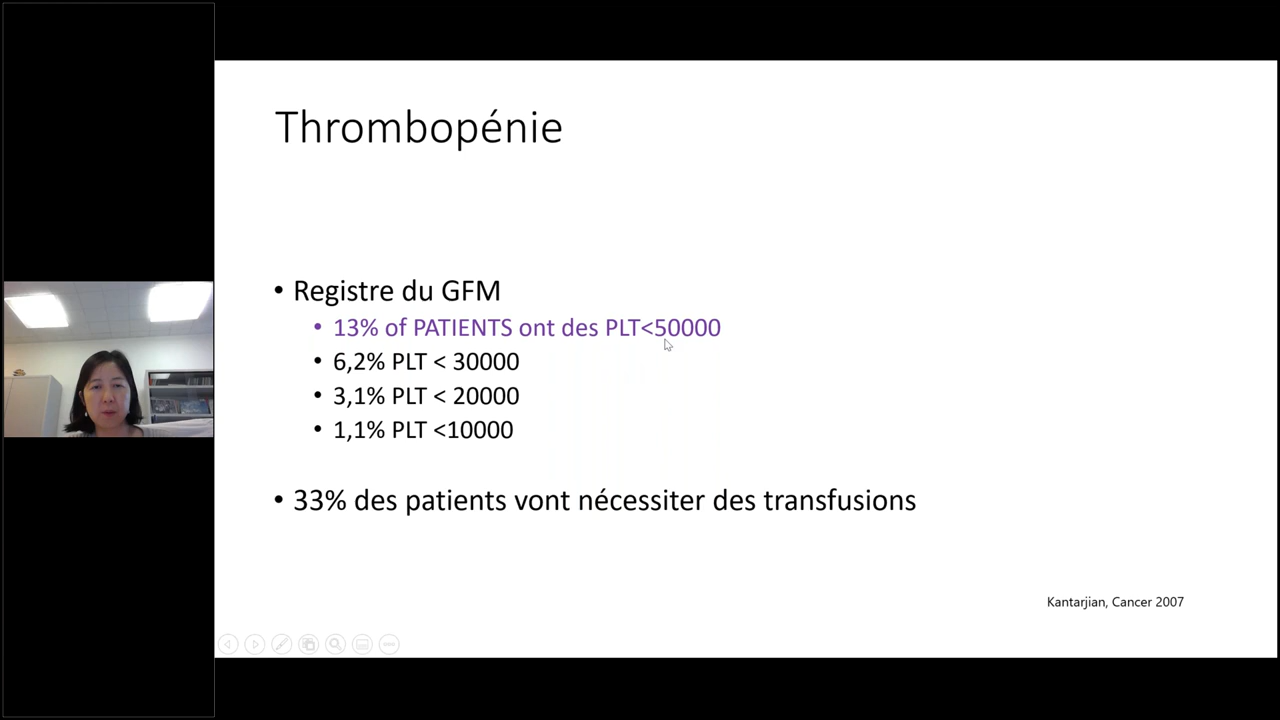 Thrombopénie
• Registre du GFM
• 13% of PATIENTS ont des PLT<50000
• 6,2% PLT < 30000
• 3,1% PLT < 20000
• 1,1% PLT <10000
• 33% des patients vont nécessiter des transfusions
Kantarjian, Cancer 2007